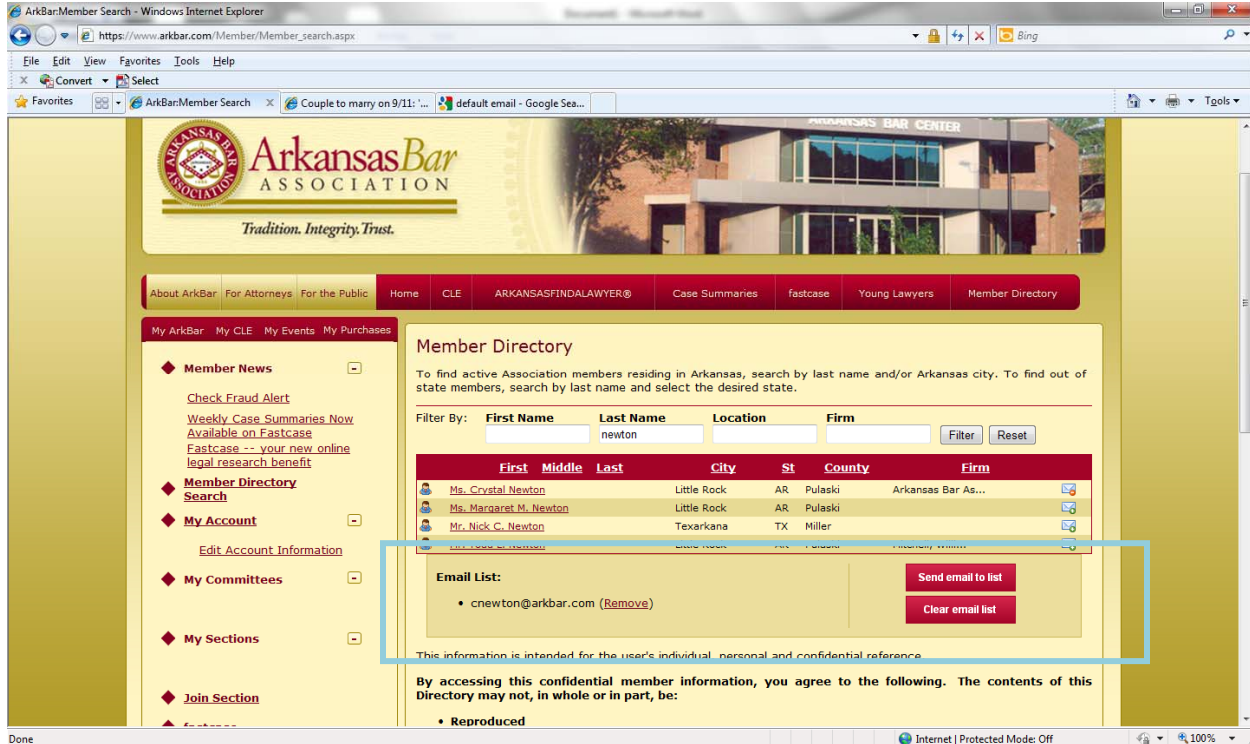 ArkBar:Member Search - Windows Internet Explorer
https://www.arkbar.com/Member/Member_search.aspx
Bing
File Edit View Favorites Tools Help
Convert Select
Favorites ArkBar:Member Search Couple to marry on 9/11: '... default email - Google Sea... Tools
ARKANSAS BAR CENTER
ARKANSAS BAR ASSOCIATION
Arkansas Bar
ASSOCIATION
Tradition. Integrity. Trust.
About ArkBar For Attorneys For the Public Home CLE ARKANSASFINDALAWYER® Case Summaries fastcase Young Lawyers Member Directory
My ArkBar My CLE My Events My Purchases
Member News
Check Fraud Alert
Weekly Case Summaries Now
Available on Fastcase
Fastcase -- your new online
legal research benefit
Member Directory
Search
My Account
Edit Account Information
My Committees
My Sections
Join Section
Member Directory
To find active Association members residing in Arkansas, search by last name and/or Arkansas city. To find out of
state members, search by last name and select the desired state.
Filter By: First Name Last Name Location Firm
newton Filter Reset
First Middle Last City St County Firm
Ms. Crystal Newton Little Rock AR Pulaski Arkansas Bar As...
Ms. Margaret M. Newton Little Rock AR Pulaski
Mr. Nick C. Newton Texarkana TX Miller
Newton Little Rock AR Pulaski
Email List:
• cnewton@arkbar.com (Remove)
Send email to list
Clear email list
This information is intended for the user's individual, personal and confidential reference.
By accessing this confidential member information, you agree to the following. The contents of this
Directory may not, in whole or in part, be:
• Reproduced
Done Internet | Protected Mode: Off 100%